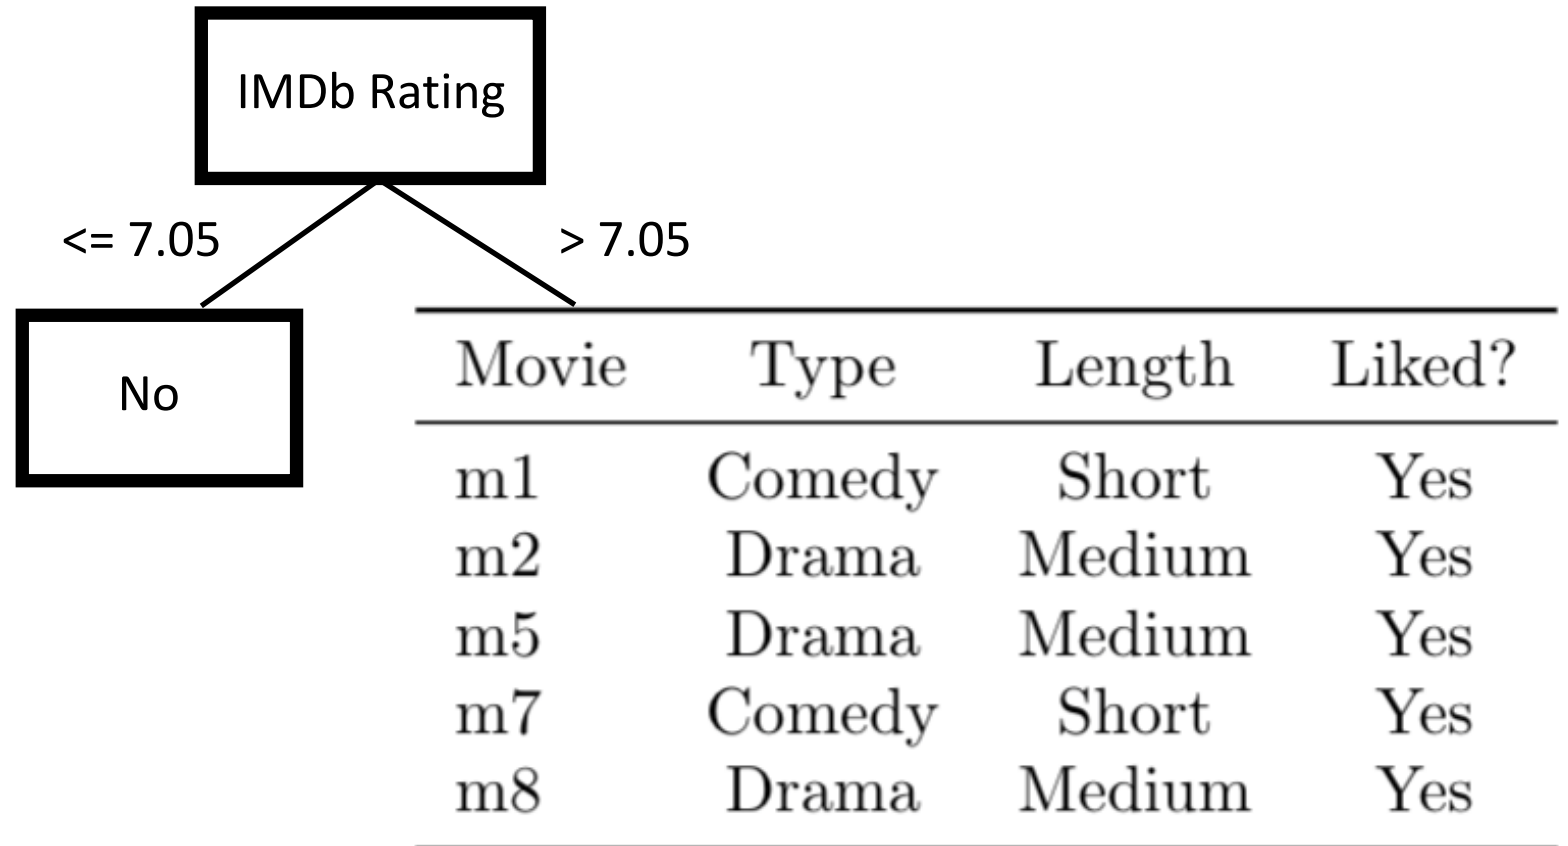 IMDb Rating
<= 7.05 > 7.05
No
Movie Type Length Liked?
m1 Comedy Short Yes
m2 Drama Medium Yes
m5 Drama Medium Yes
m7 Comedy Short Yes
m8 Drama Medium Yes